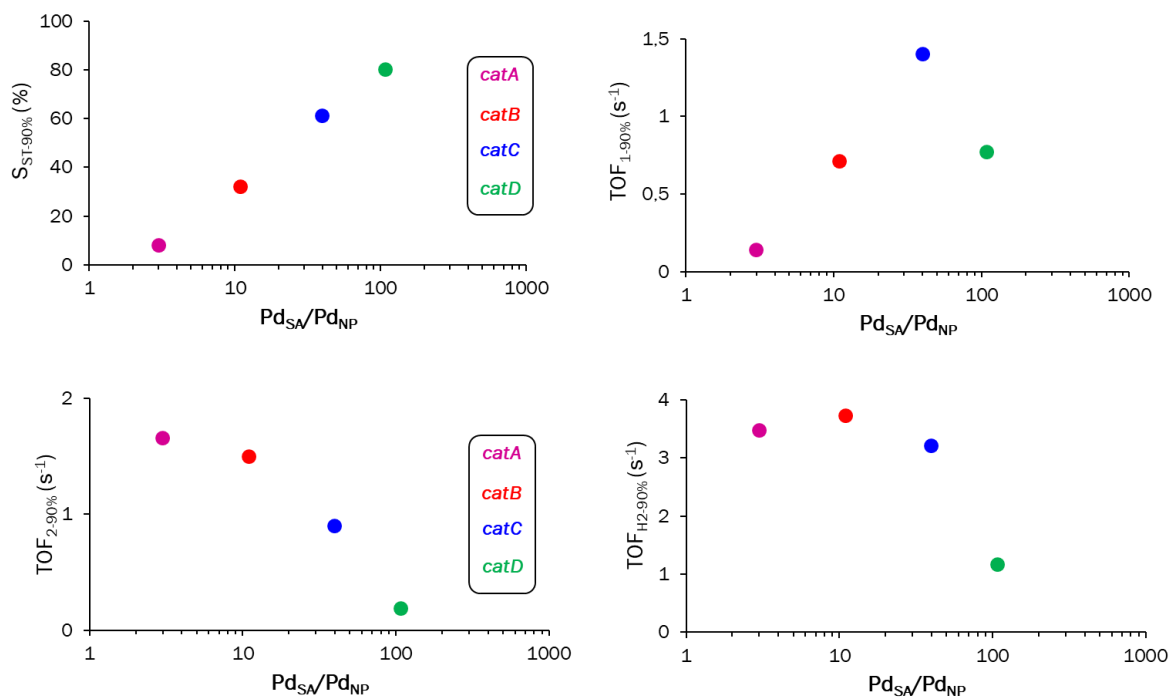 S_ST-90% (%)
80
60
40
20
0
1
10
100
1000
Pd_SA/Pd_NP
catA
catB
catC
catD
TOF_1-90% (s^-1)
1,5
1
0,5
0
1
10
100
1000
Pd_SA/Pd_NP
TOF_2-90% (s^-1)
2
1
0
1
10
100
1000
Pd_SA/Pd_NP
catA
catB
catC
catD
TOF_H2-90% (s^-1)
4
3
2
1
0
1
10
100
1000
Pd_SA/Pd_NP